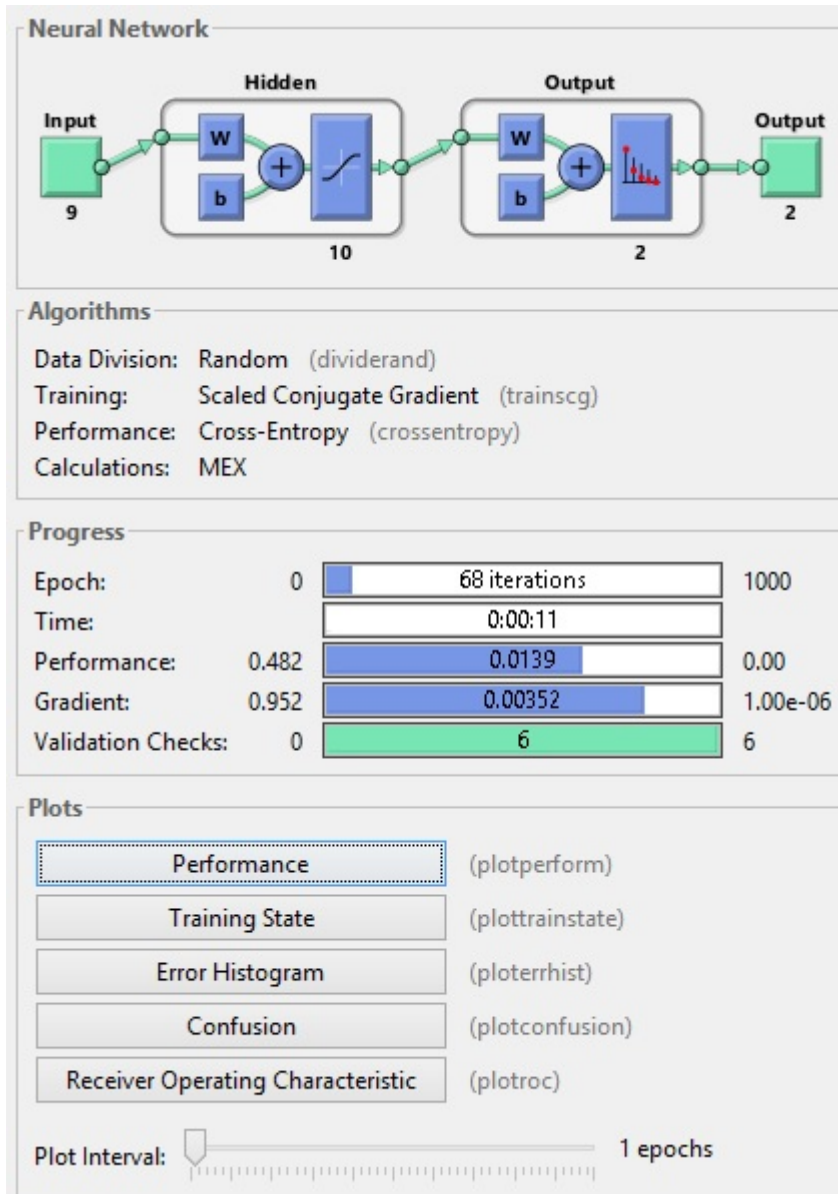 Neural Network
Hidden
Output
Input
Output
W
b
W
b
9
10
2
2
Algorithms
Data Division: Random (dividerand)
Training: Scaled Conjugate Gradient (trainscg)
Performance: Cross-Entropy (crossentropy)
Calculations: MEX
Progress
Epoch: 0 68 iterations 1000
Time: 0:00:11
Performance: 0.482 0.0139 0.00
Gradient: 0.952 0.00352 1.00e-06
Validation Checks: 0 6 6
Plots
Performance (plotperform)
Training State (plottrainstate)
Error Histogram (ploterrhist)
Confusion (plotconfusion)
Receiver Operating Characteristic (plotroc)
Plot Interval: 1 epochs